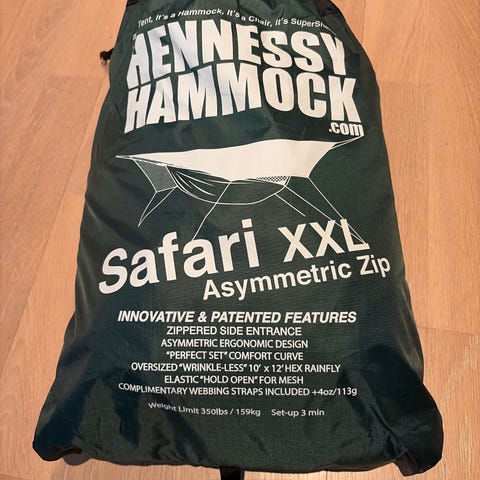 Tent, It's a Hammock, It's a Chair, It's
HENNESSY
HAMMOCK
.com
Safari XXL
Asymmetric Zip
INNOVATIVE & PATENTED FEATURES
ZIPPERED SIDE ENTRANCE
ASYMMETRIC ERGONOMIC DESIGN
"PERFECT SET" COMFORT CURVE
OVERSIZED "WRINKLE-LESS" 10' x 12' HEX RAINFLY
ELASTIC "HOLD OPEN" FOR MESH
COMPLIMENTARY WEBBING STRAPS INCLUDED +4oz/113g
Weight Limit 350lbs / 159kg Set-up 3 min